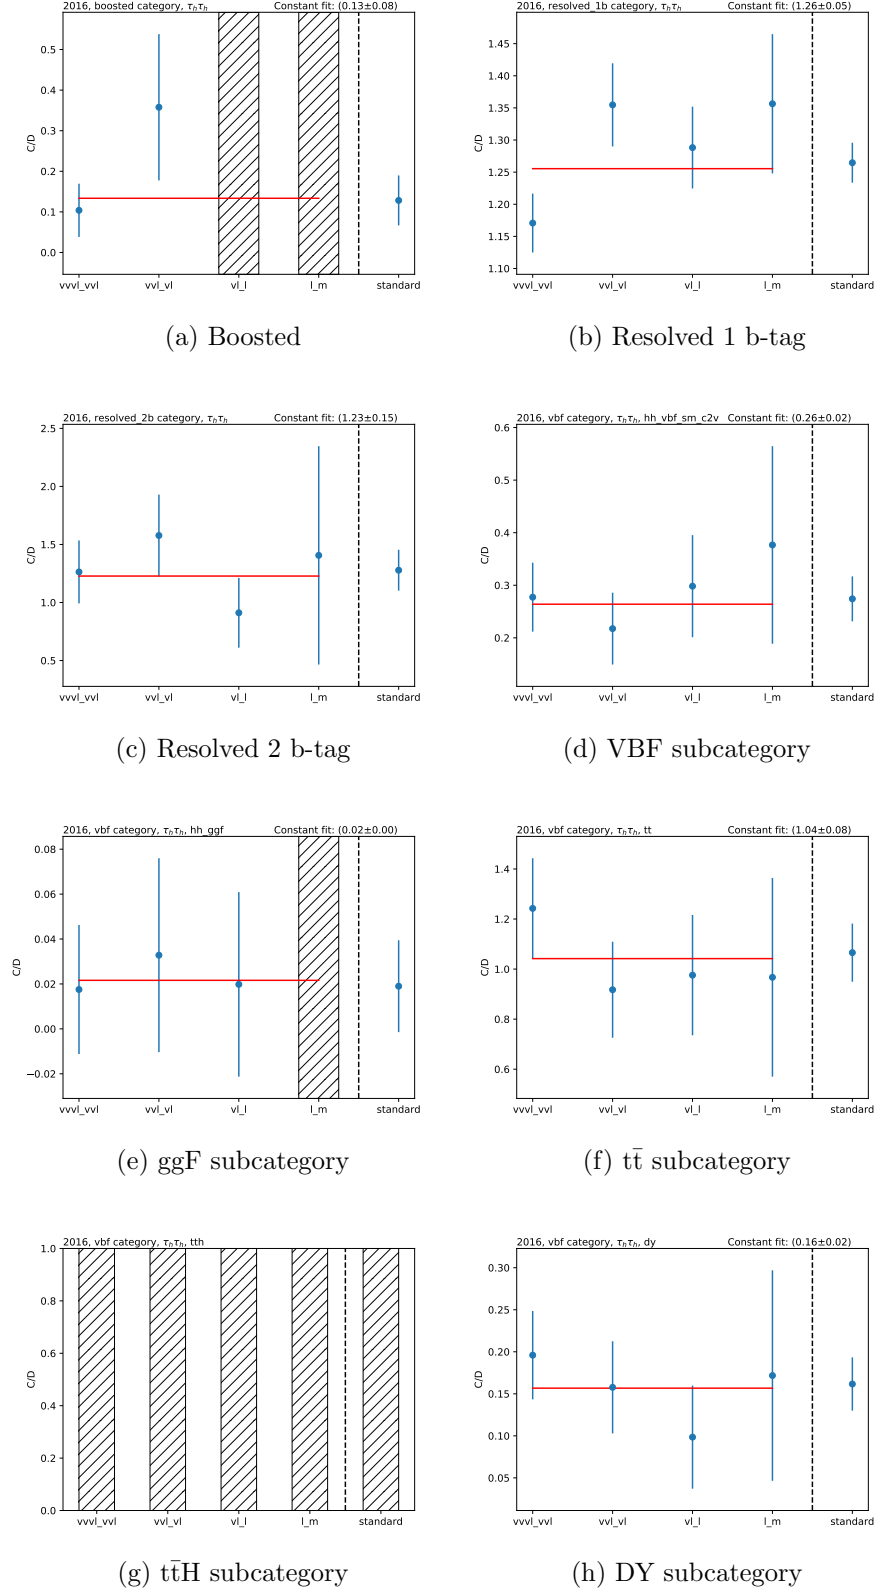 2016, boosted category, τₕτₕ Constant fit: (0.13±0.08)
C/D
0.5
0.4
0.3
0.2
0.1
0.0
vvvl_vvl vvl_vl vl_l l_m standard
(a) Boosted
2016, resolved_1b category, τₕτₕ Constant fit: (1.26±0.05)
C/D
1.45
1.40
1.35
1.30
1.25
1.20
1.15
1.10
vvvl_vvl vvl_vl vl_l l_m standard
(b) Resolved 1 b-tag
2016, resolved_2b category, τₕτₕ Constant fit: (1.23±0.15)
C/D
2.5
2.0
1.5
1.0
0.5
vvvl_vvl vvl_vl vl_l l_m standard
(c) Resolved 2 b-tag
2016, vbf category, τₕτₕ, hh_vbf_sm_c2v Constant fit: (0.26±0.02)
C/D
0.6
0.5
0.4
0.3
0.2
vvvl_vvl vvl_vl vl_l l_m standard
(d) VBF subcategory
2016, vbf category, τₕτₕ, hh_ggf Constant fit: (0.02±0.00)
C/D
0.08
0.06
0.04
0.02
0.00
−0.02
vvvl_vvl vvl_vl vl_l l_m standard
(e) ggF subcategory
2016, vbf category, τₕτₕ, tt Constant fit: (1.04±0.08)
C/D
1.4
1.2
1.0
0.8
0.6
vvvl_vvl vvl_vl vl_l l_m standard
(f) tt̄ subcategory
2016, vbf category, τₕτₕ, tth
C/D
1.0
0.8
0.6
0.4
0.2
0.0
vvvl_vvl vvl_vl vl_l l_m standard
(g) tt̄H subcategory
2016, vbf category, τₕτₕ, dy Constant fit: (0.16±0.02)
C/D
0.30
0.25
0.20
0.15
0.10
0.05
vvvl_vvl vvl_vl vl_l l_m standard
(h) DY subcategory